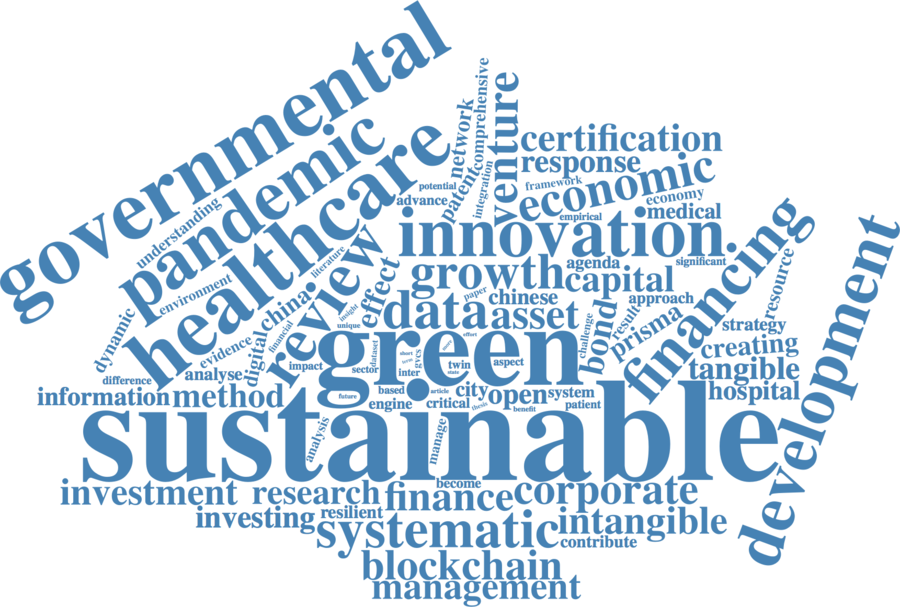 governmental
pandemic
healthcare
understanding
environment
literature
dynamic
review
china
evidence
digital
financial
difference
analyse
information
method
network
comprehensive
venture
patent
integration
potential
advance
certification
response
framework
economic
economy
empirical
medical
innovation
significant
growth
agenda
capital
financing
resource
development
effect
insight
unique
paper
chinese
data
asset
bond
challenge
result
approach
prisma
strategy
creating
tangible
hospital
green
impact
sector
dataset
short
term
gvcs
inter
effort
twin
state
aspect
future
based
article
city
open
system
engine
critical
thesis
benefit
patient
sustainable
analysis
manage
become
investment
research
finance
corporate
investing
resilient
systematic
intangible
contribute
blockchain
management